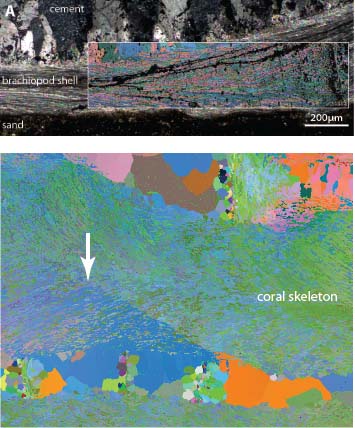 A
cement
brachiopod shell
sand
200µm
coral skeleton